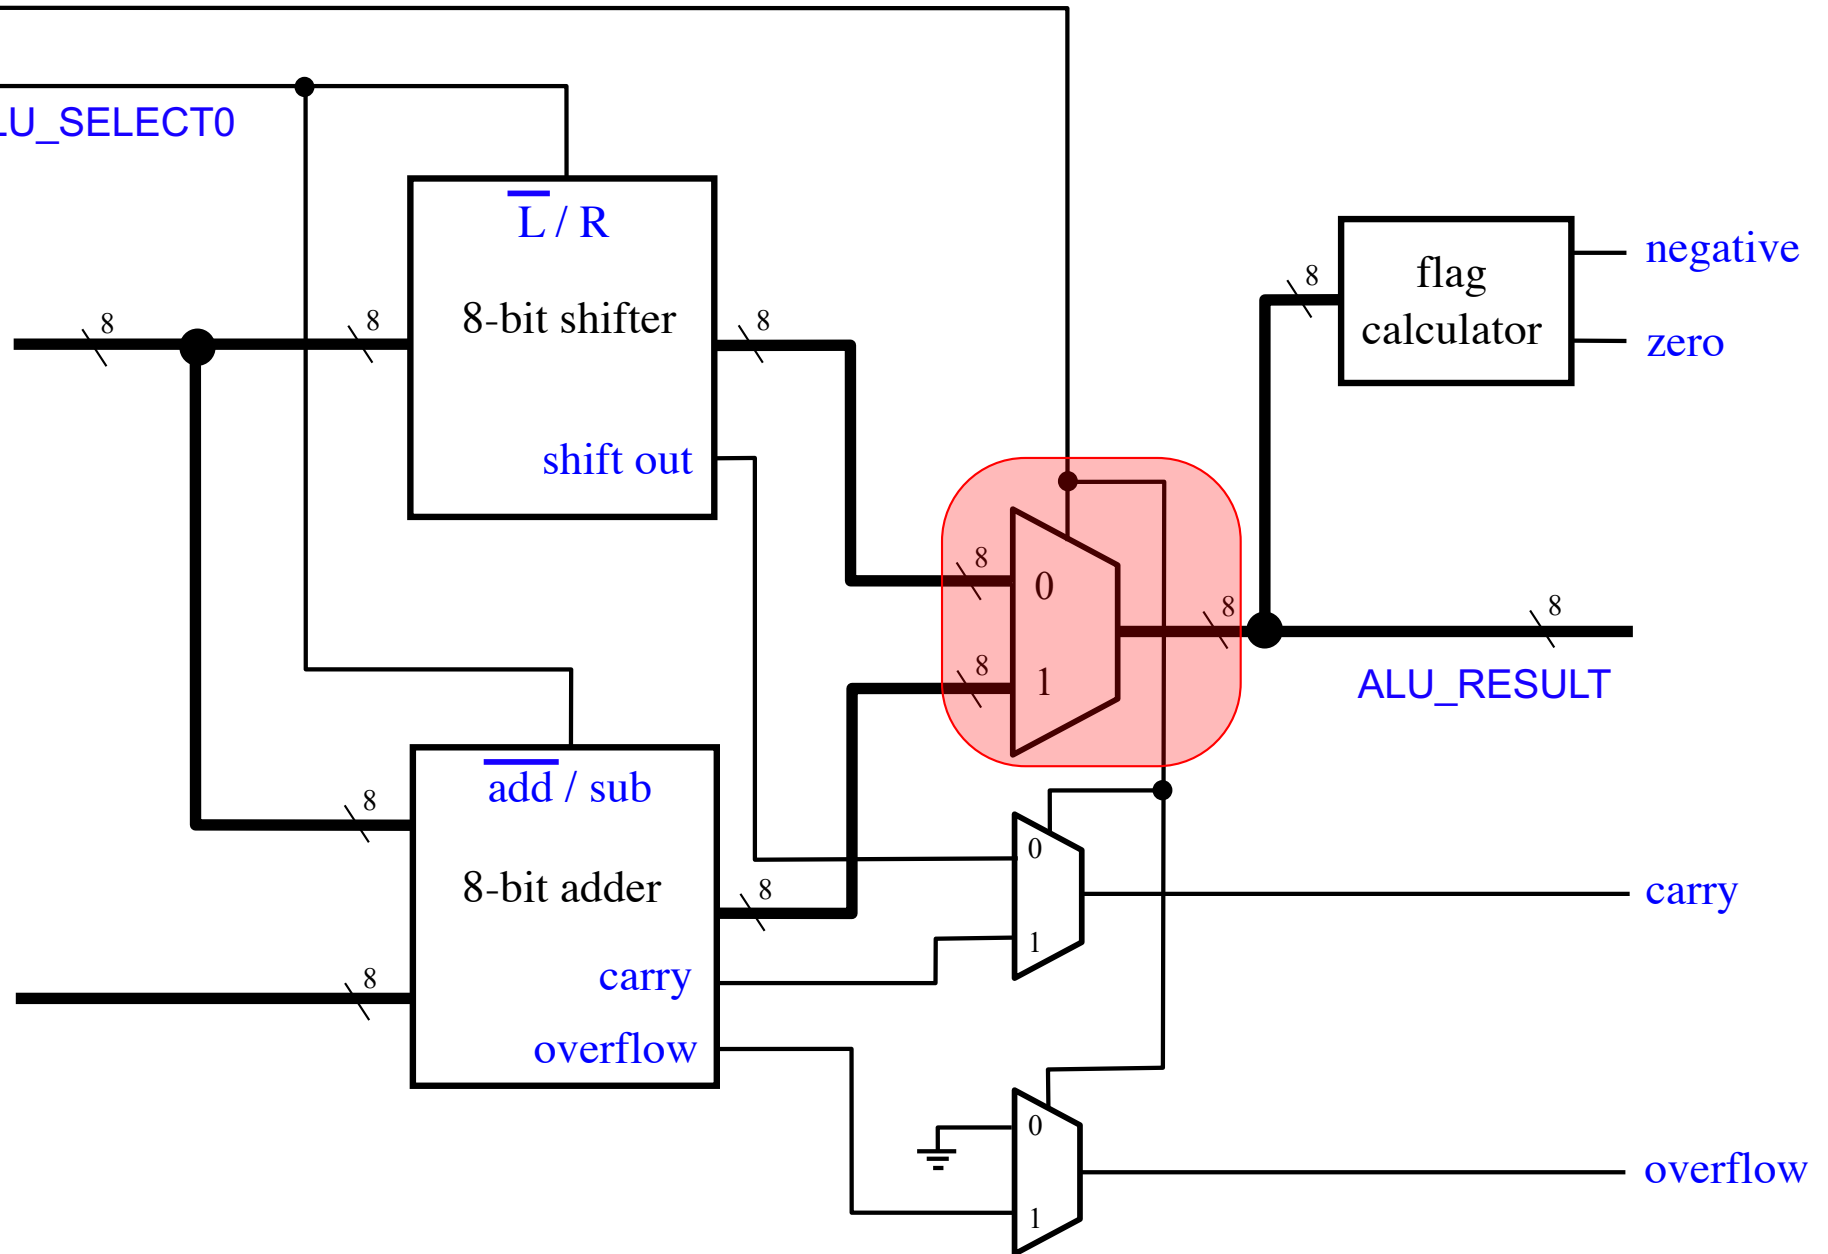 LU_SELECT0
L / R
8-bit shifter
shift out
8
8
8
add / sub
8-bit adder
carry
overflow
8
8
8
8
0
8
1
8
0
1
0
1
8
flag
calculator
negative
zero
8
ALU_RESULT
carry
overflow